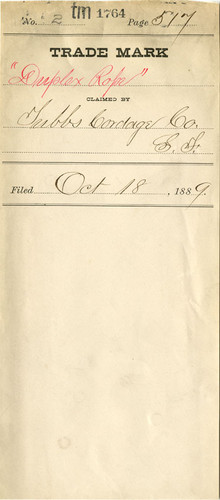 No. 2 tm 1764 Page 517
TRADE MARK
"Duplex Rope"
CLAIMED BY
Tubbs Cordage Co.
S. F.
Filed Oct 18, 1889.